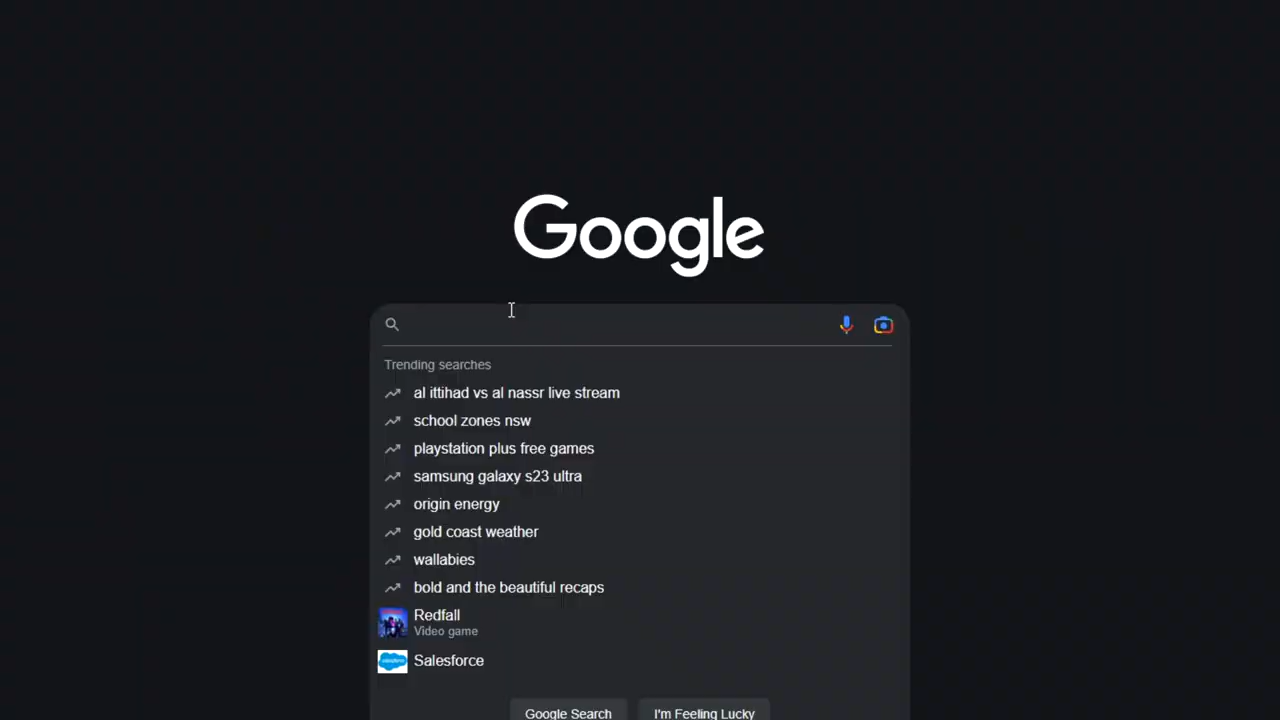 Google
Trending searches
al ittihad vs al nassr live stream
school zones nsw
playstation plus free games
samsung galaxy s23 ultra
origin energy
gold coast weather
wallabies
bold and the beautiful recaps
Redfall
Video game
salesforce
Salesforce
Google Search
I'm Feeling Lucky